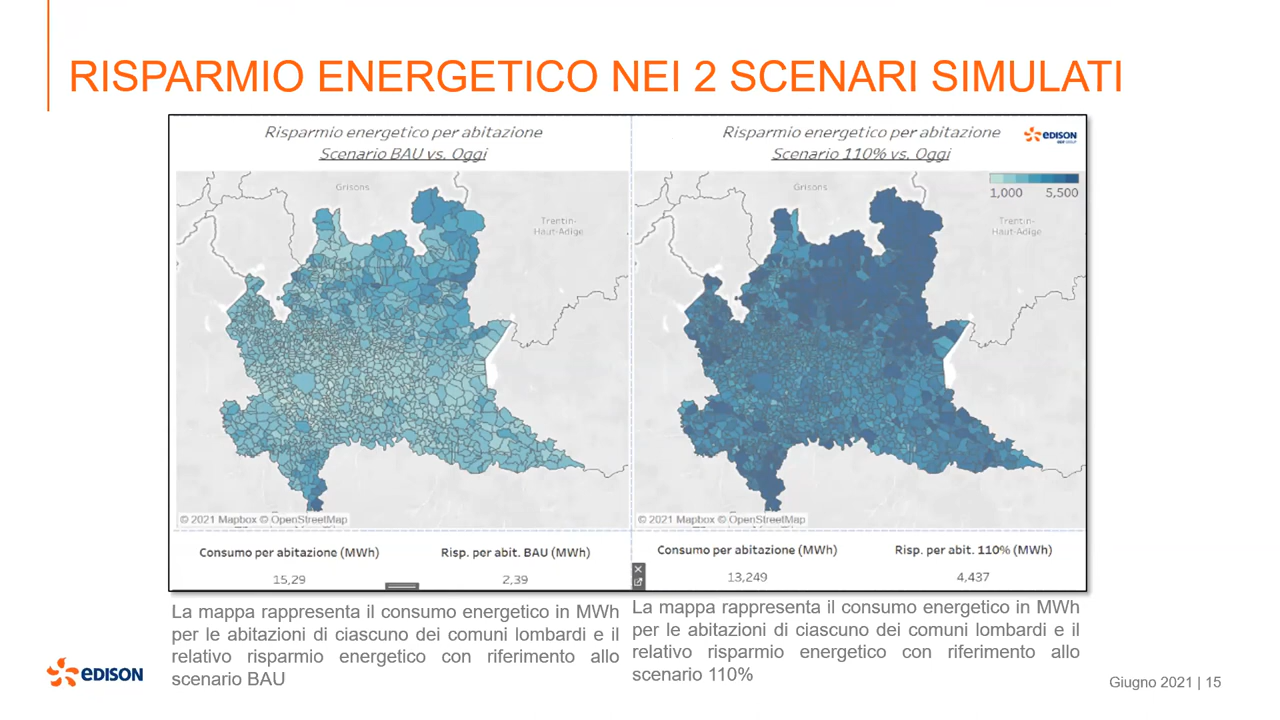 RISPARMIO ENERGETICO NEI 2 SCENARI SIMULATI
Risparmio energetico per abitazione
Scenario BAU vs. Oggi
Grisons
Trentin-
Haut-Adige
© 2021 Mapbox © OpenStreetMap
Consumo per abitazione (MWh)
Risp. per abit. BAU (MWh)
15,29
2,39
Risparmio energetico per abitazione
Scenario 110% vs. Oggi
EDISON
1,000
5,500
Grisons
Trentin-
Haut-Adige
© 2021 Mapbox © OpenStreetMap
Consumo per abitazione (MWh)
Risp. per abit. 110% (MWh)
13,249
4,437
La mappa rappresenta il consumo energetico in MWh
per le abitazioni di ciascuno dei comuni lombardi e il
relativo risparmio energetico con riferimento allo
scenario BAU
La mappa rappresenta il consumo energetico in MWh
per le abitazioni di ciascuno dei comuni lombardi e il
relativo risparmio energetico con riferimento allo
scenario 110%
EDISON
Giugno 2021 | 15